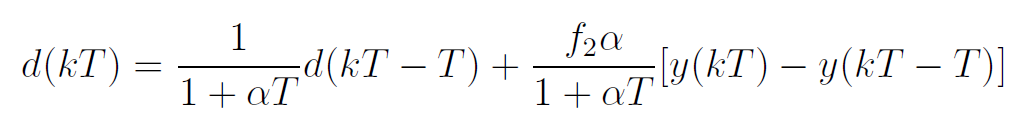 d(kT) = \frac{1}{1 + \alpha T} d(kT - T) + \frac{f_2 \alpha}{1 + \alpha T} [y(kT) - y(kT - T)]